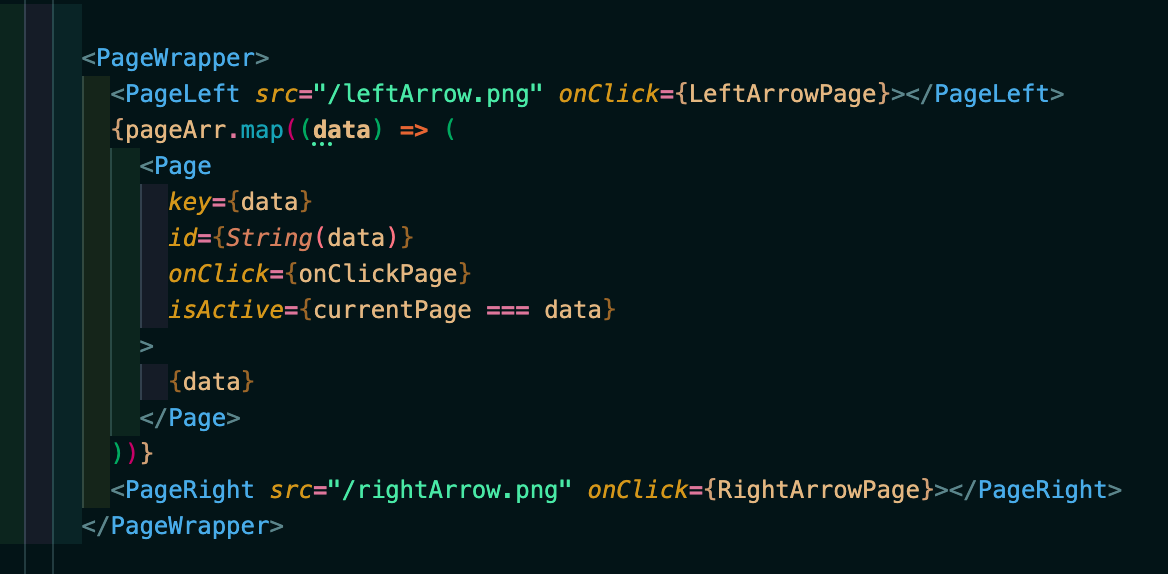 <PageWrapper>
<PageLeft src="/leftArrow.png" onClick={LeftArrowPage}></PageLeft>
{pageArr.map((data) => (
<Page
key={data}
id={String(data)}
onClick={onClickPage}
isActive={currentPage === data}
>
{data}
</Page>
))}
<PageRight src="/rightArrow.png" onClick={RightArrowPage}></PageRight>
</PageWrapper>